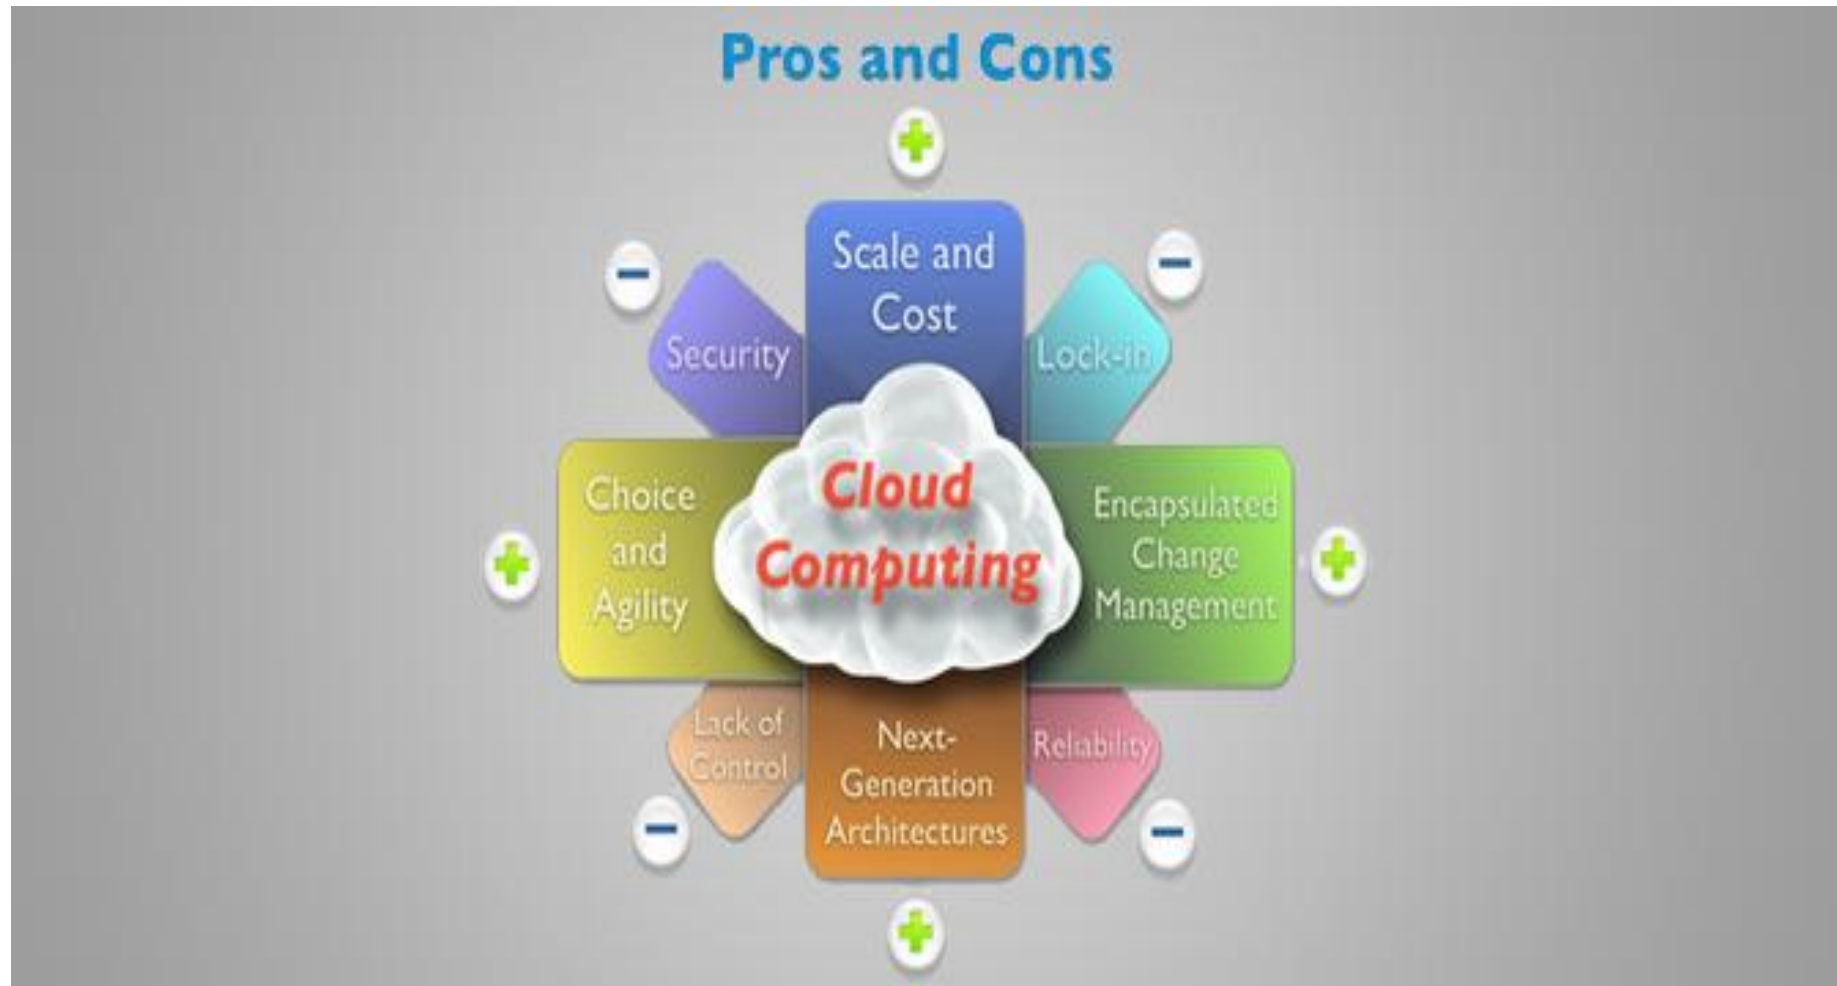 Pros and Cons
Scale and
Cost
Security
Lock-in
Choice
and
Agility
Cloud
Computing
Encapsulated
Change
Management
Lack of
Control
Next-
Generation
Architectures
Reliability